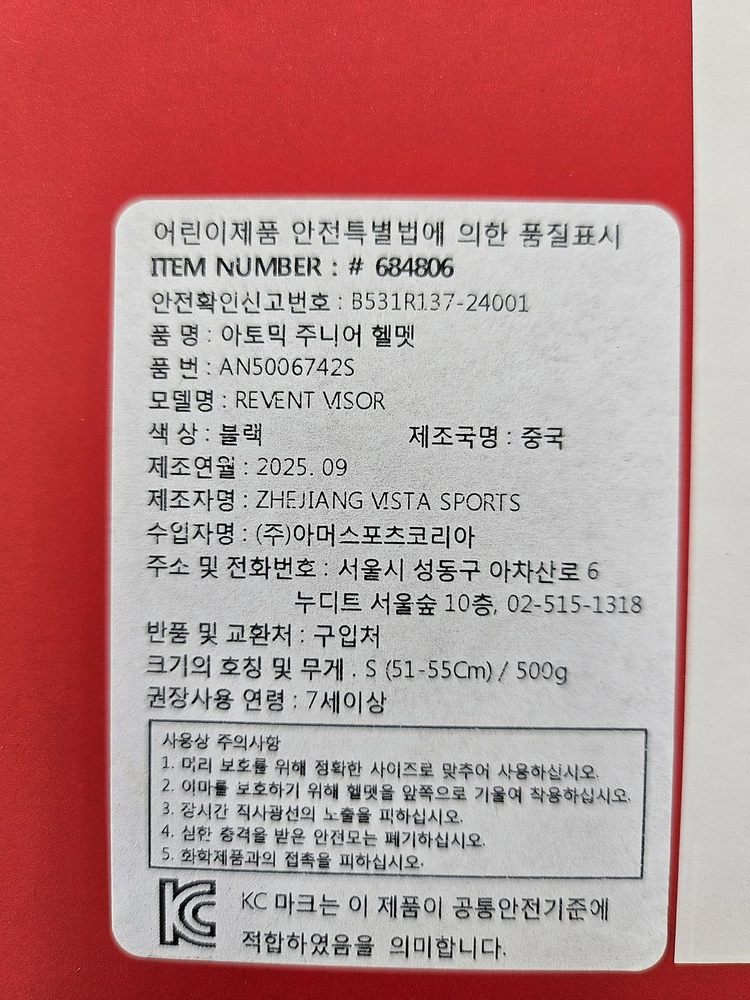 어린이제품 안전특별법에 의한 품질표시
ITEM NUMBER : # 684806
안전확인신고번호 : B531R137-24001
품 명 : 아토믹 주니어 헬멧
품 번 : AN5006742S
모델명 : REVENT VISOR
색 상 : 블랙 제조국명 : 중국
제조연월 : 2025. 09
제조자명 : ZHEJIANG VISTA SPORTS
수입자명 : (주)아머스포츠코리아
주소 및 전화번호 : 서울시 성동구 아차산로 6
누디트 서울숲 10층, 02-515-1318
반품 및 교환처 : 구입처
크기의 호칭 및 무게 . S (51-55Cm) / 500g
권장사용 연령 : 7세이상
사용상 주의사항
1. 머리 보호를 위해 정확한 사이즈로 맞추어 사용하십시오.
2. 이마를 보호하기 위해 헬멧을 앞쪽으로 기울여 착용하십시오.
3. 장시간 직사광선의 노출을 피하십시오.
4. 심한 충격을 받은 안전모는 폐기하십시오.
5. 화학제품과의 접촉을 피하십시오.
KC KC 마크는 이 제품이 공통안전기준에
적합하였음을 의미합니다.